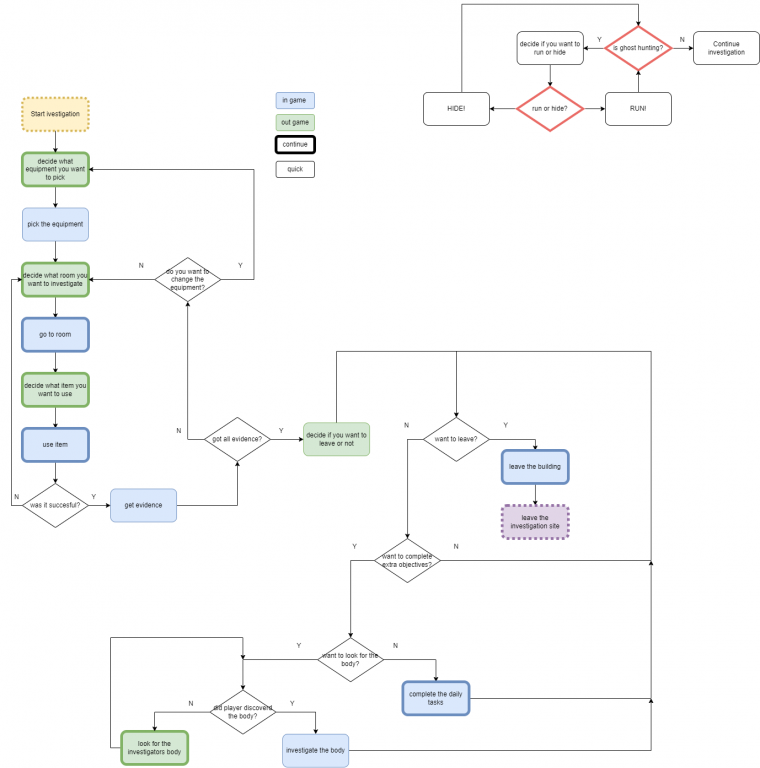 decide if you want to
run or hide
Y
is ghost hunting?
N
Continue
investigation
HIDE!
run or hide?
RUN!
in game
out game
continue
quick
Start ivestigation
decide what
equipment you want
to pick
pick the equipment
decide what room you
want to investigate
N
do you want to
change the
equipment?
Y
go to room
decide what item you
want to use
use item
N
was it succesful?
Y
get evidence
N
got all evidence?
Y
decide if you want to
leave or not
N
want to leave?
Y
leave the building
leave the
investigation site
Y
want to complete
extra objectives?
N
Y
want to look for the
body?
N
complete the daily
tasks
N
did player discoverd
the body?
Y
look for the
investigators body
investigate the body